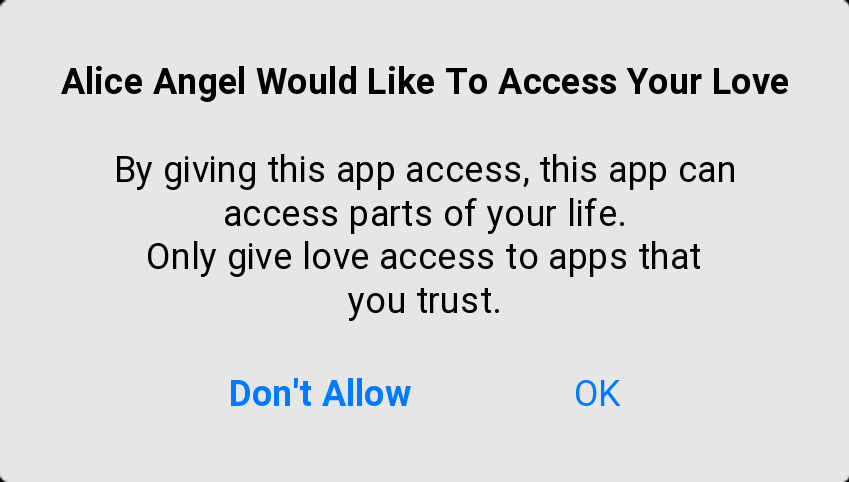 Alice Angel Would Like To Access Your Love
By giving this app access, this app can
access parts of your life.
Only give love access to apps that
you trust.
Don't Allow OK